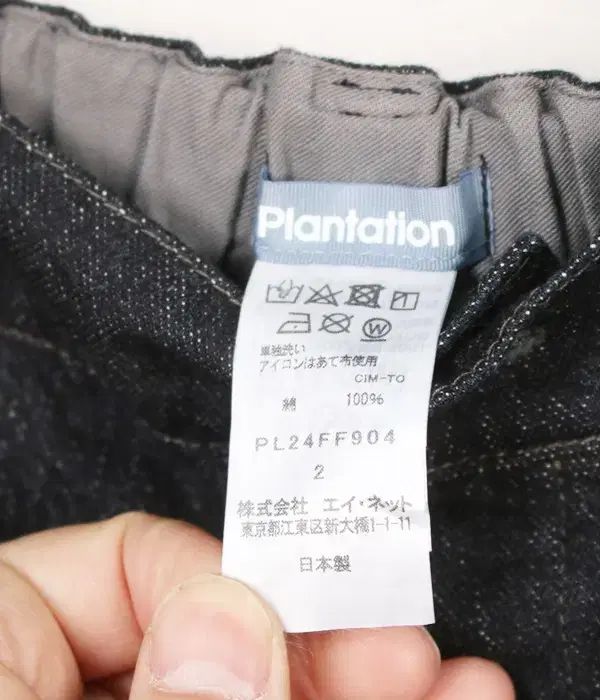 Plantation
W
単独洗い
アイロンはあて布使用
CIM-TO
綿 100%
PL24FF904
2
株式会社 エイ・ネット
東京都江東区新大橋1-1-11
日本製